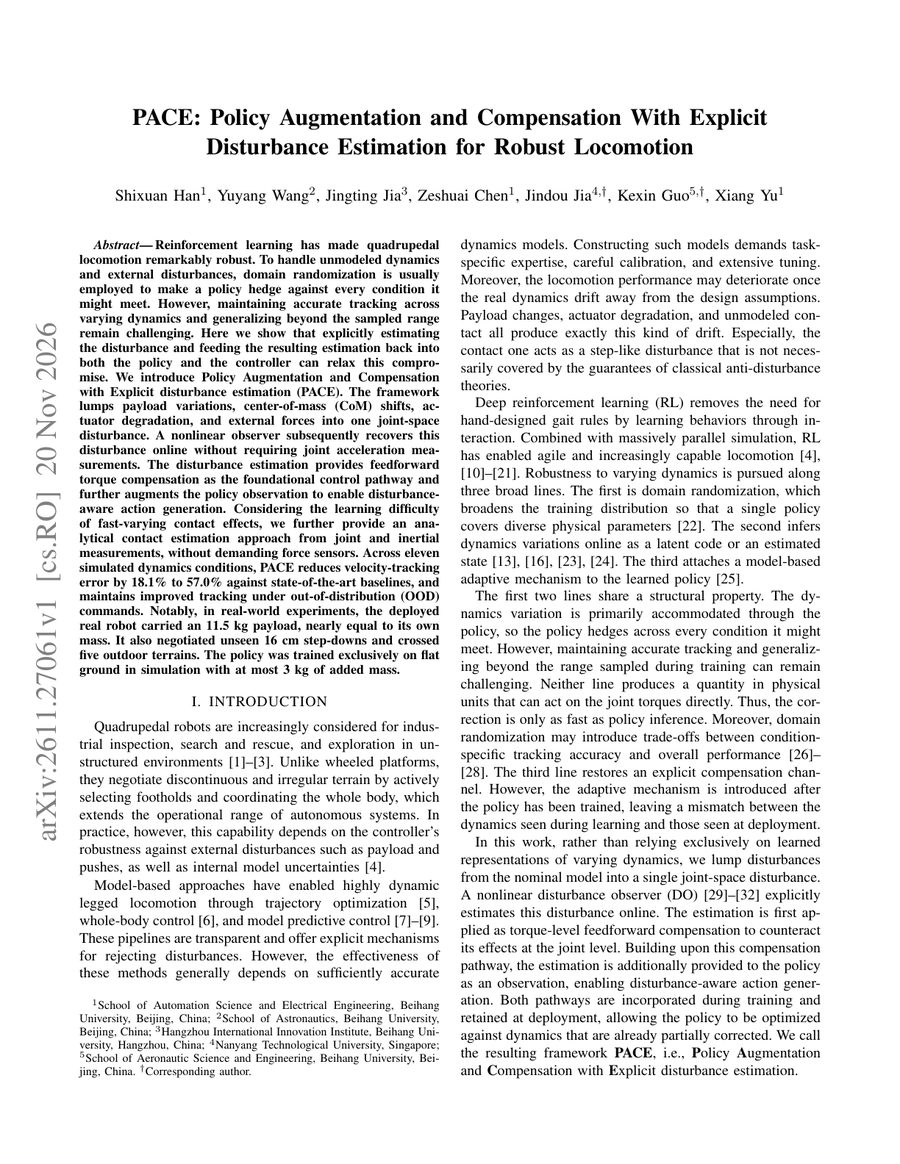 PACE: Policy Augmentation and Compensation With Explicit
Disturbance Estimation for Robust Locomotion
Shixuan Han1, Yuyang Wang2, Jingting Jia3, Zeshuai Chen1, Jindou Jia4,†, Kexin Guo5,†, Xiang Yu1
arXiv:2611.27061v1 [cs.RO] 20 Nov 2026
Abstract— Reinforcement learning has made quadrupedal
locomotion remarkably robust. To handle unmodeled dynamics
and external disturbances, domain randomization is usually
employed to make a policy hedge against every condition it
might meet. However, maintaining accurate tracking across
varying dynamics and generalizing beyond the sampled range
remain challenging. Here we show that explicitly estimating
the disturbance and feeding the resulting estimation back into
both the policy and the controller can relax this compro-
mise. We introduce Policy Augmentation and Compensation
with Explicit disturbance estimation (PACE). The framework
lumps payload variations, center-of-mass (CoM) shifts, ac-
tuator degradation, and external forces into one joint-space
disturbance. A nonlinear observer subsequently recovers this
disturbance online without requiring joint acceleration mea-
surements. The disturbance estimation provides feedforward
torque compensation as the foundational control pathway and
further augments the policy observation to enable disturbance-
aware action generation. Considering the learning difficulty
of fast-varying contact effects, we further provide an ana-
lytical contact estimation approach from joint and inertial
measurements, without demanding force sensors. Across eleven
simulated dynamics conditions, PACE reduces velocity-tracking
error by 18.1% to 57.0% against state-of-the-art baselines, and
maintains improved tracking under out-of-distribution (OOD)
commands. Notably, in real-world experiments, the deployed
real robot carried an 11.5 kg payload, nearly equal to its own
mass. It also negotiated unseen 16 cm step-downs and crossed
five outdoor terrains. The policy was trained exclusively on flat
ground in simulation with at most 3 kg of added mass.
I. INTRODUCTION
Quadrupedal robots are increasingly considered for indus-
trial inspection, search and rescue, and exploration in un-
structured environments [1]–[3]. Unlike wheeled platforms,
they negotiate discontinuous and irregular terrain by actively
selecting footholds and coordinating the whole body, which
extends the operational range of autonomous systems. In
practice, however, this capability depends on the controller's
robustness against external disturbances such as payload and
pushes, as well as internal model uncertainties [4].
Model-based approaches have enabled highly dynamic
legged locomotion through trajectory optimization [5],
whole-body control [6], and model predictive control [7]–[9].
These pipelines are transparent and offer explicit mechanisms
for rejecting disturbances. However, the effectiveness of
these methods generally depends on sufficiently accurate
1School of Automation Science and Electrical Engineering, Beihang
University, Beijing, China; 2School of Astronautics, Beihang University,
Beijing, China; 3Hangzhou International Innovation Institute, Beihang Uni-
versity, Hangzhou, China; 4Nanyang Technological University, Singapore;
5School of Aeronautic Science and Engineering, Beihang University, Bei-
jing, China. †Corresponding author.
dynamics models. Constructing such models demands task-
specific expertise, careful calibration, and extensive tuning.
Moreover, the locomotion performance may deteriorate once
the real dynamics drift away from the design assumptions.
Payload changes, actuator degradation, and unmodeled con-
tact all produce exactly this kind of drift. Especially, the
contact one acts as a step-like disturbance that is not neces-
sarily covered by the guarantees of classical anti-disturbance
theories.
Deep reinforcement learning (RL) removes the need for
hand-designed gait rules by learning behaviors through in-
teraction. Combined with massively parallel simulation, RL
has enabled agile and increasingly capable locomotion [4],
[10]–[21]. Robustness to varying dynamics is pursued along
three broad lines. The first is domain randomization, which
broadens the training distribution so that a single policy
covers diverse physical parameters [22]. The second infers
dynamics variations online as a latent code or an estimated
state [13], [16], [23], [24]. The third attaches a model-based
adaptive mechanism to the learned policy [25].
The first two lines share a structural property. The dy-
namics variation is primarily accommodated through the
policy, so the policy hedges across every condition it might
meet. However, maintaining accurate tracking and generaliz-
ing beyond the range sampled during training can remain
challenging. Neither line produces a quantity in physical
units that can act on the joint torques directly. Thus, the cor-
rection is only as fast as policy inference. Moreover, domain
randomization may introduce trade-offs between condition-
specific tracking accuracy and overall performance [26]–
[28]. The third line restores an explicit compensation chan-
nel. However, the adaptive mechanism is introduced after
the policy has been trained, leaving a mismatch between the
dynamics seen during learning and those seen at deployment.
In this work, rather than relying exclusively on learned
representations of varying dynamics, we lump disturbances
from the nominal model into a single joint-space disturbance.
A nonlinear disturbance observer (DO) [29]–[32] explicitly
estimates this disturbance online. The estimation is first ap-
plied as torque-level feedforward compensation to counteract
its effects at the joint level. Building upon this compensation
pathway, the estimation is additionally provided to the policy
as an observation, enabling disturbance-aware action gener-
ation. Both pathways are incorporated during training and
retained at deployment, allowing the policy to be optimized
against dynamics that are already partially corrected. We call
the resulting framework PACE, i.e., Policy Augmentation
and Compensation with Explicit disturbance estimation.